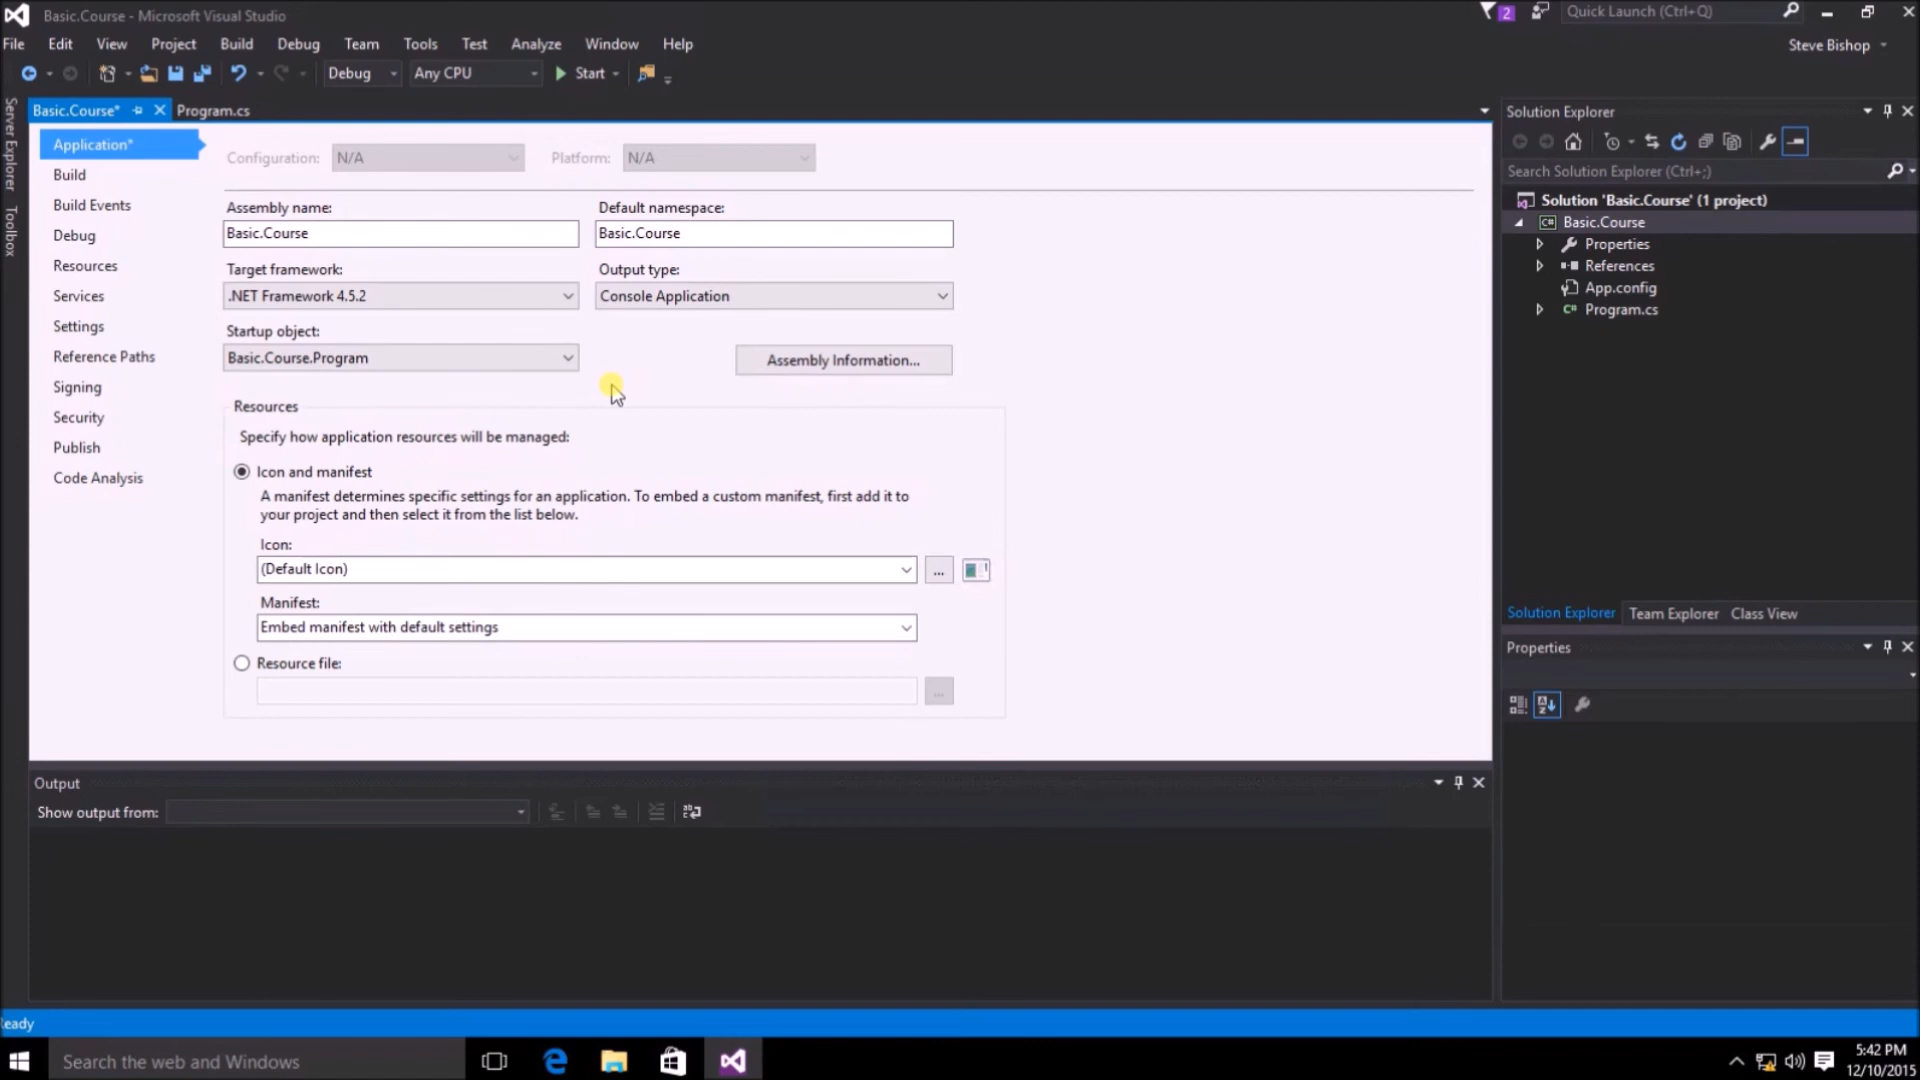 Basic.Course - Microsoft Visual Studio
2
Quick Launch (Ctrl+Q)
File Edit View Project Build Debug Team Tools Test Analyze Window Help
Steve Bishop
Debug Any CPU Start
Server Explorer
Toolbox
Basic.Course* Program.cs
Application*
Build
Build Events
Debug
Resources
Services
Settings
Reference Paths
Signing
Security
Publish
Code Analysis
Configuration: N/A Platform: N/A
Assembly name: Default namespace:
Basic.Course Basic.Course
Target framework: Output type:
.NET Framework 4.5.2 Console Application
Startup object:
Basic.Course.Program
Assembly Information...
Resources
Specify how application resources will be managed:
Icon and manifest
A manifest determines specific settings for an application. To embed a custom manifest, first add it to
your project and then select it from the list below.
Icon:
(Default Icon) ...
Manifest:
Embed manifest with default settings
Resource file:
...
Solution Explorer
Search Solution Explorer (Ctrl+;)
Solution 'Basic.Course' (1 project)
C# Basic.Course
Properties
References
App.config
C# Program.cs
Solution Explorer Team Explorer Class View
Properties
Output
Show output from:
eady
Search the web and Windows
5:42 PM
12/10/2015